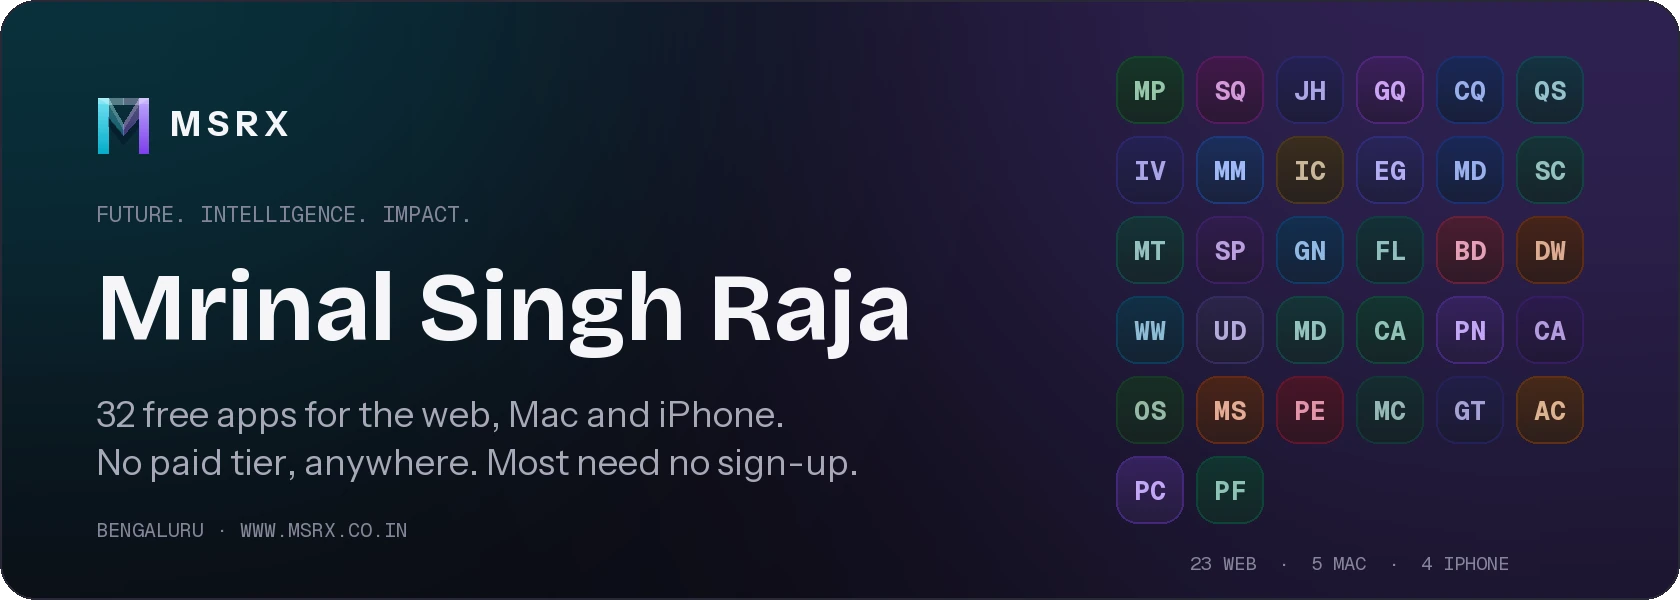 MSRX
FUTURE. INTELLIGENCE. IMPACT.
Mrinal Singh Raja
32 free apps for the web, Mac and iPhone.
No paid tier, anywhere. Most need no sign-up.
BENGALURU · WWW.MSRX.CO.IN
MP SQ JH GQ CQ QS
IV MM IC EG MD SC
MT SP GN FL BD DW
WW UD MD CA PN CA
OS MS PE MC GT AC
PC PF
23 WEB · 5 MAC · 4 IPHONE